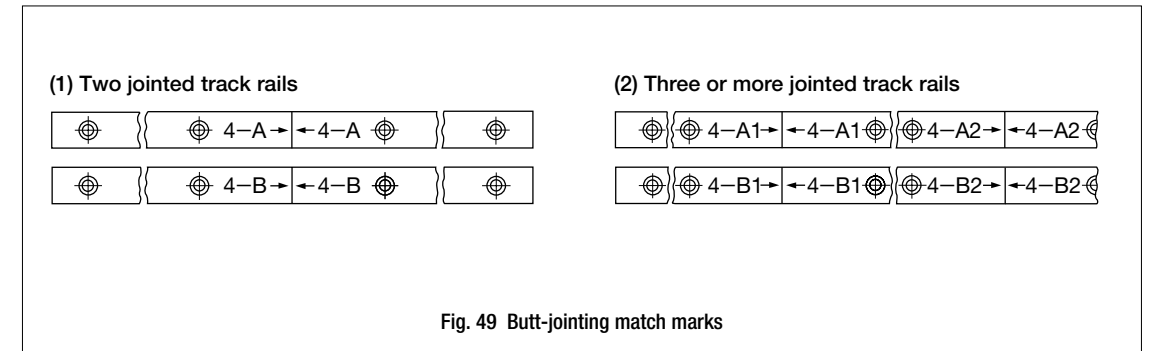 (1) Two jointed track rails
4−A→ ←4−A
4−B→ ←4−B
(2) Three or more jointed track rails
4−A1→ ←4−A1 4−A2→ ←4−A2
4−B1→ ←4−B1 4−B2→ ←4−B2
Fig. 49 Butt-jointing match marks